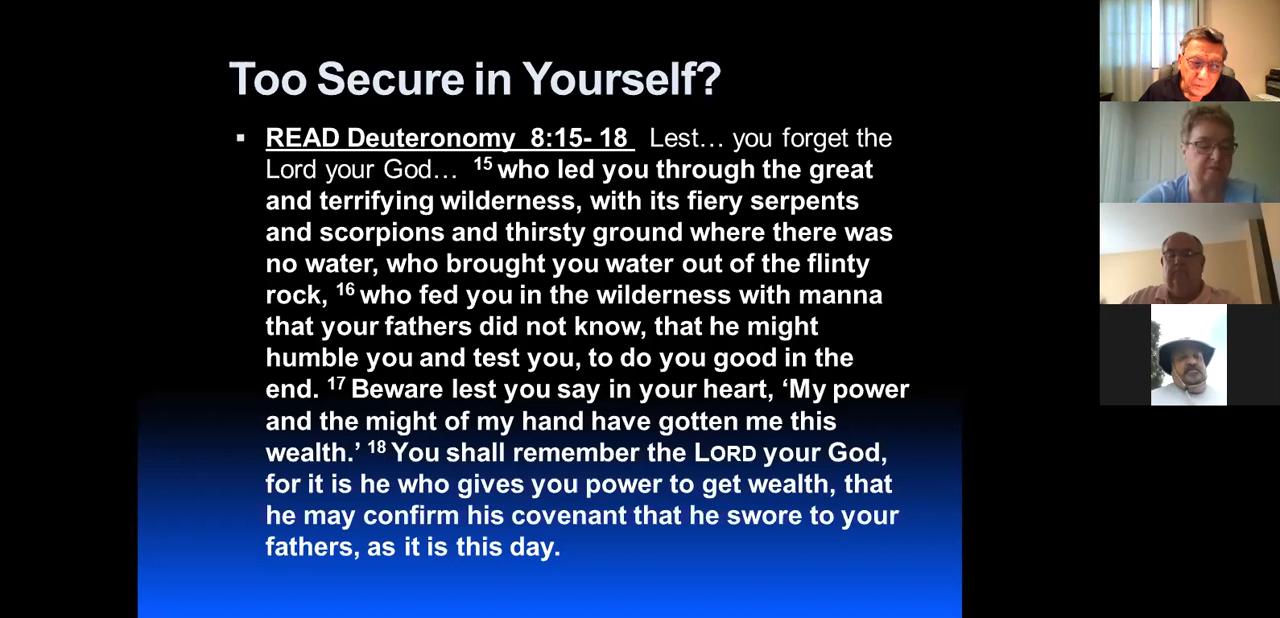 Too Secure in Yourself?
▪ READ Deuteronomy 8:15- 18 Lest… you forget the
Lord your God… 15 who led you through the great
and terrifying wilderness, with its fiery serpents
and scorpions and thirsty ground where there was
no water, who brought you water out of the flinty
rock, 16 who fed you in the wilderness with manna
that your fathers did not know, that he might
humble you and test you, to do you good in the
end. 17 Beware lest you say in your heart, ‘My power
and the might of my hand have gotten me this
wealth.’ 18 You shall remember the LORD your God,
for it is he who gives you power to get wealth, that
he may confirm his covenant that he swore to your
fathers, as it is this day.